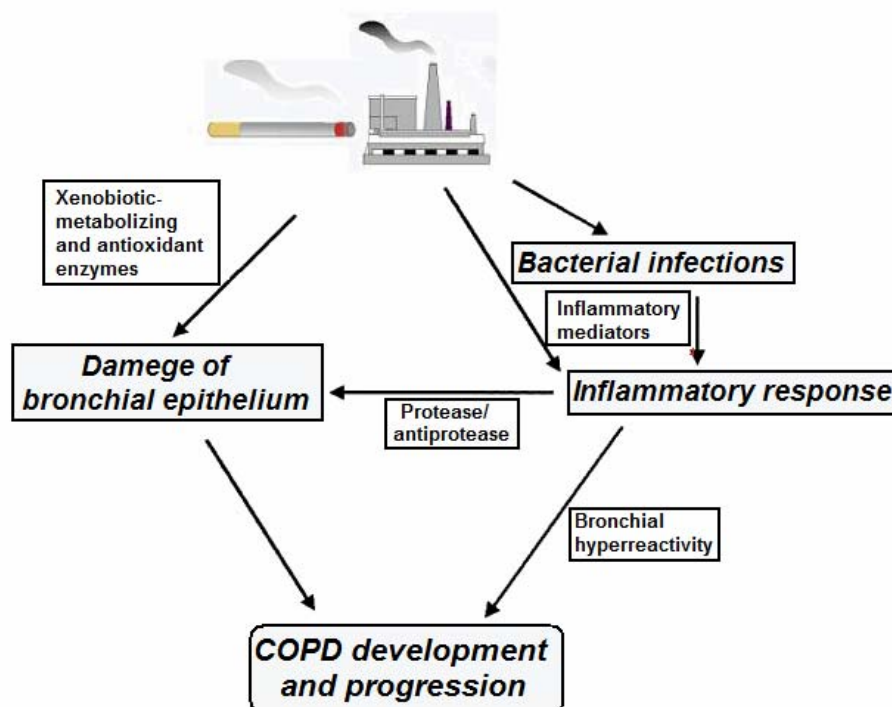 Xenobiotic-
metabolizing
and antioxidant
enzymes
Bacterial infections
Inflammatory
mediators
Damege of
bronchial epithelium
Inflammatory response
Protease/
antiprotease
Bronchial
hyperreactivity
COPD development
and progression